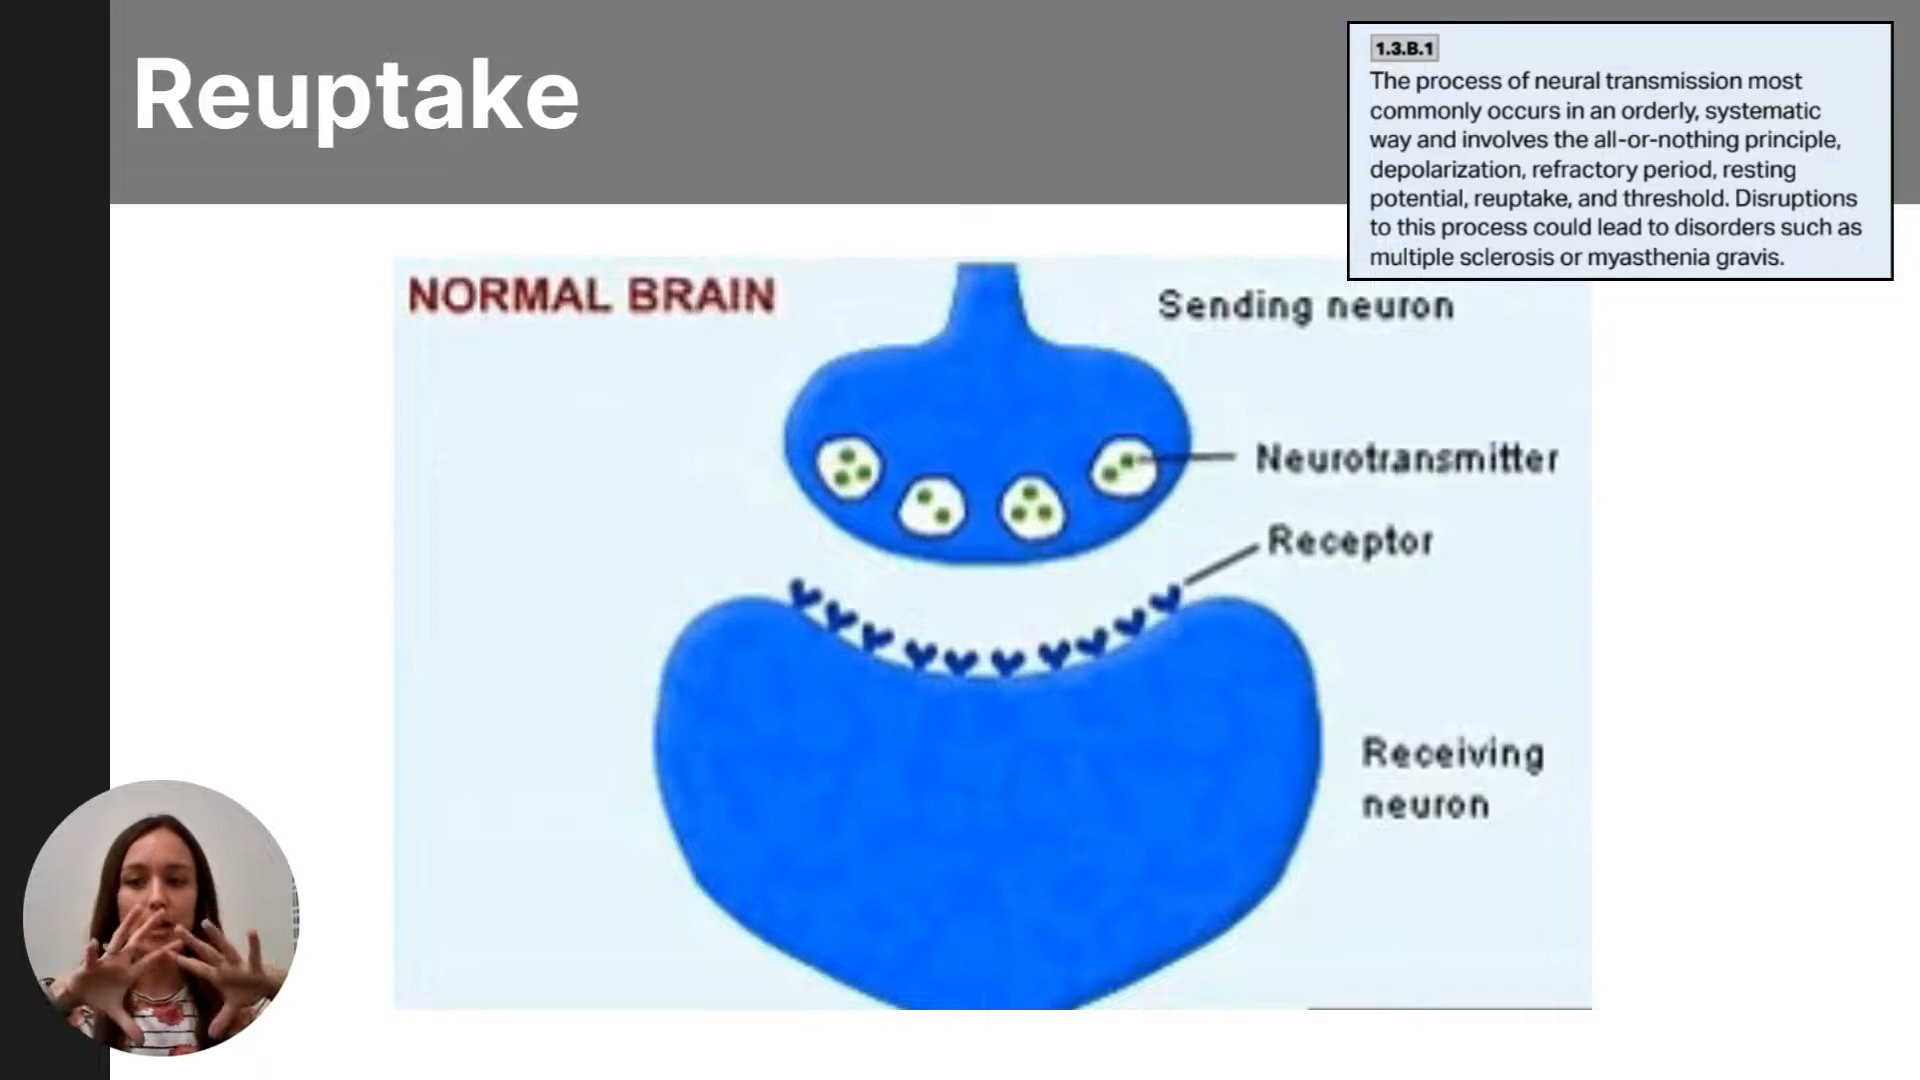 Reuptake
1.3.B.1
The process of neural transmission most
commonly occurs in an orderly, systematic
way and involves the all-or-nothing principle,
depolarization, refractory period, resting
potential, reuptake, and threshold. Disruptions
to this process could lead to disorders such as
multiple sclerosis or myasthenia gravis.
NORMAL BRAIN
Sending neuron
Neurotransmitter
Receptor
Receiving
neuron